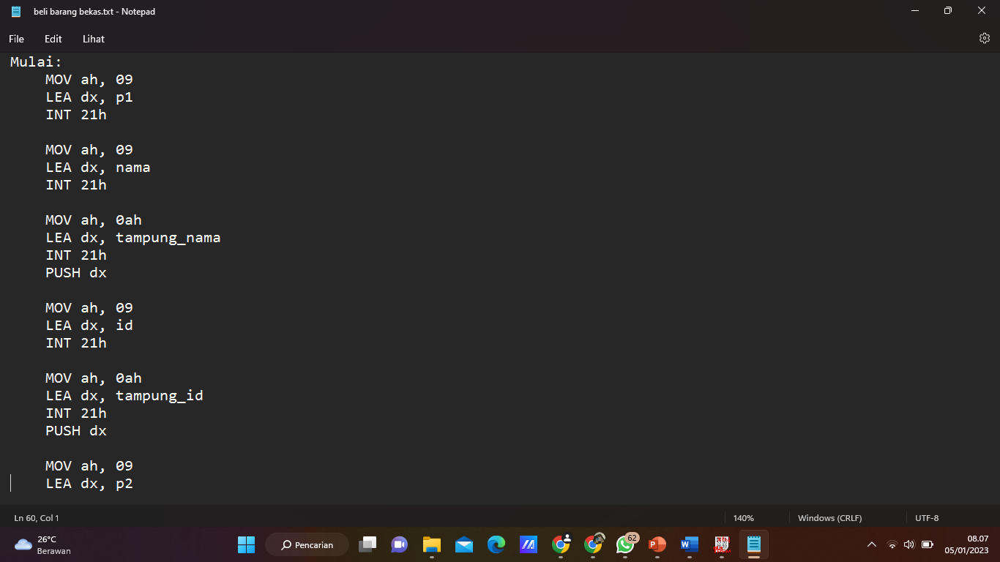 beli barang bekas.txt - Notepad
File Edit Lihat
Mulai:
MOV ah, 09
LEA dx, p1
INT 21h
MOV ah, 09
LEA dx, nama
INT 21h
MOV ah, 0ah
LEA dx, tampung_nama
INT 21h
PUSH dx
MOV ah, 09
LEA dx, id
INT 21h
MOV ah, 0ah
LEA dx, tampung_id
INT 21h
PUSH dx
MOV ah, 09
LEA dx, p2
Ln 60, Col 1 140% Windows (CRLF) UTF-8
26°C
Berawan
Pencarian
62
08.07
05/01/2023